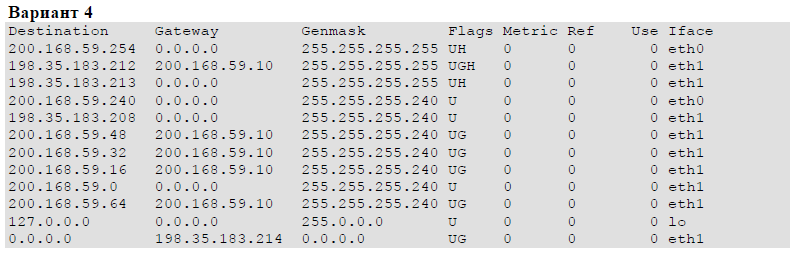 Вариант 4
Destination Gateway Genmask Flags Metric Ref Use Iface
200.168.59.254 0.0.0.0 255.255.255.255 UH 0 0 0 eth0
198.35.183.212 200.168.59.10 255.255.255.255 UGH 0 0 0 eth1
198.35.183.213 0.0.0.0 255.255.255.255 UH 0 0 0 eth1
200.168.59.240 0.0.0.0 255.255.255.240 U 0 0 0 eth0
198.35.183.208 0.0.0.0 255.255.255.240 U 0 0 0 eth1
200.168.59.48 200.168.59.10 255.255.255.240 UG 0 0 0 eth1
200.168.59.32 200.168.59.10 255.255.255.240 UG 0 0 0 eth1
200.168.59.16 200.168.59.10 255.255.255.240 UG 0 0 0 eth1
200.168.59.0 0.0.0.0 255.255.255.240 U 0 0 0 eth1
200.168.59.64 200.168.59.10 255.255.255.240 UG 0 0 0 eth1
127.0.0.0 0.0.0.0 255.0.0.0 U 0 0 0 lo
0.0.0.0 198.35.183.214 0.0.0.0 UG 0 0 0 eth1